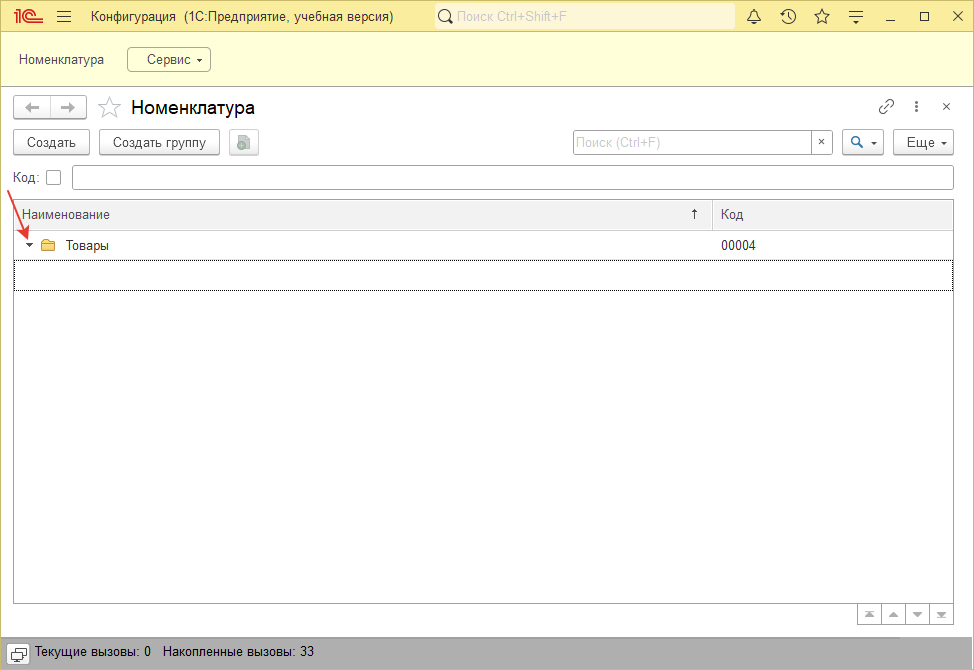 1С Конфигурация (1С:Предприятие, учебная версия) Поиск Ctrl+Shift+F
Номенклатура Сервис
Номенклатура
Создать Создать группу Поиск (Ctrl+F) × Еще
Код:
Наименование ↑ Код
Товары 00004
Текущие вызовы: 0 Накопленные вызовы: 33